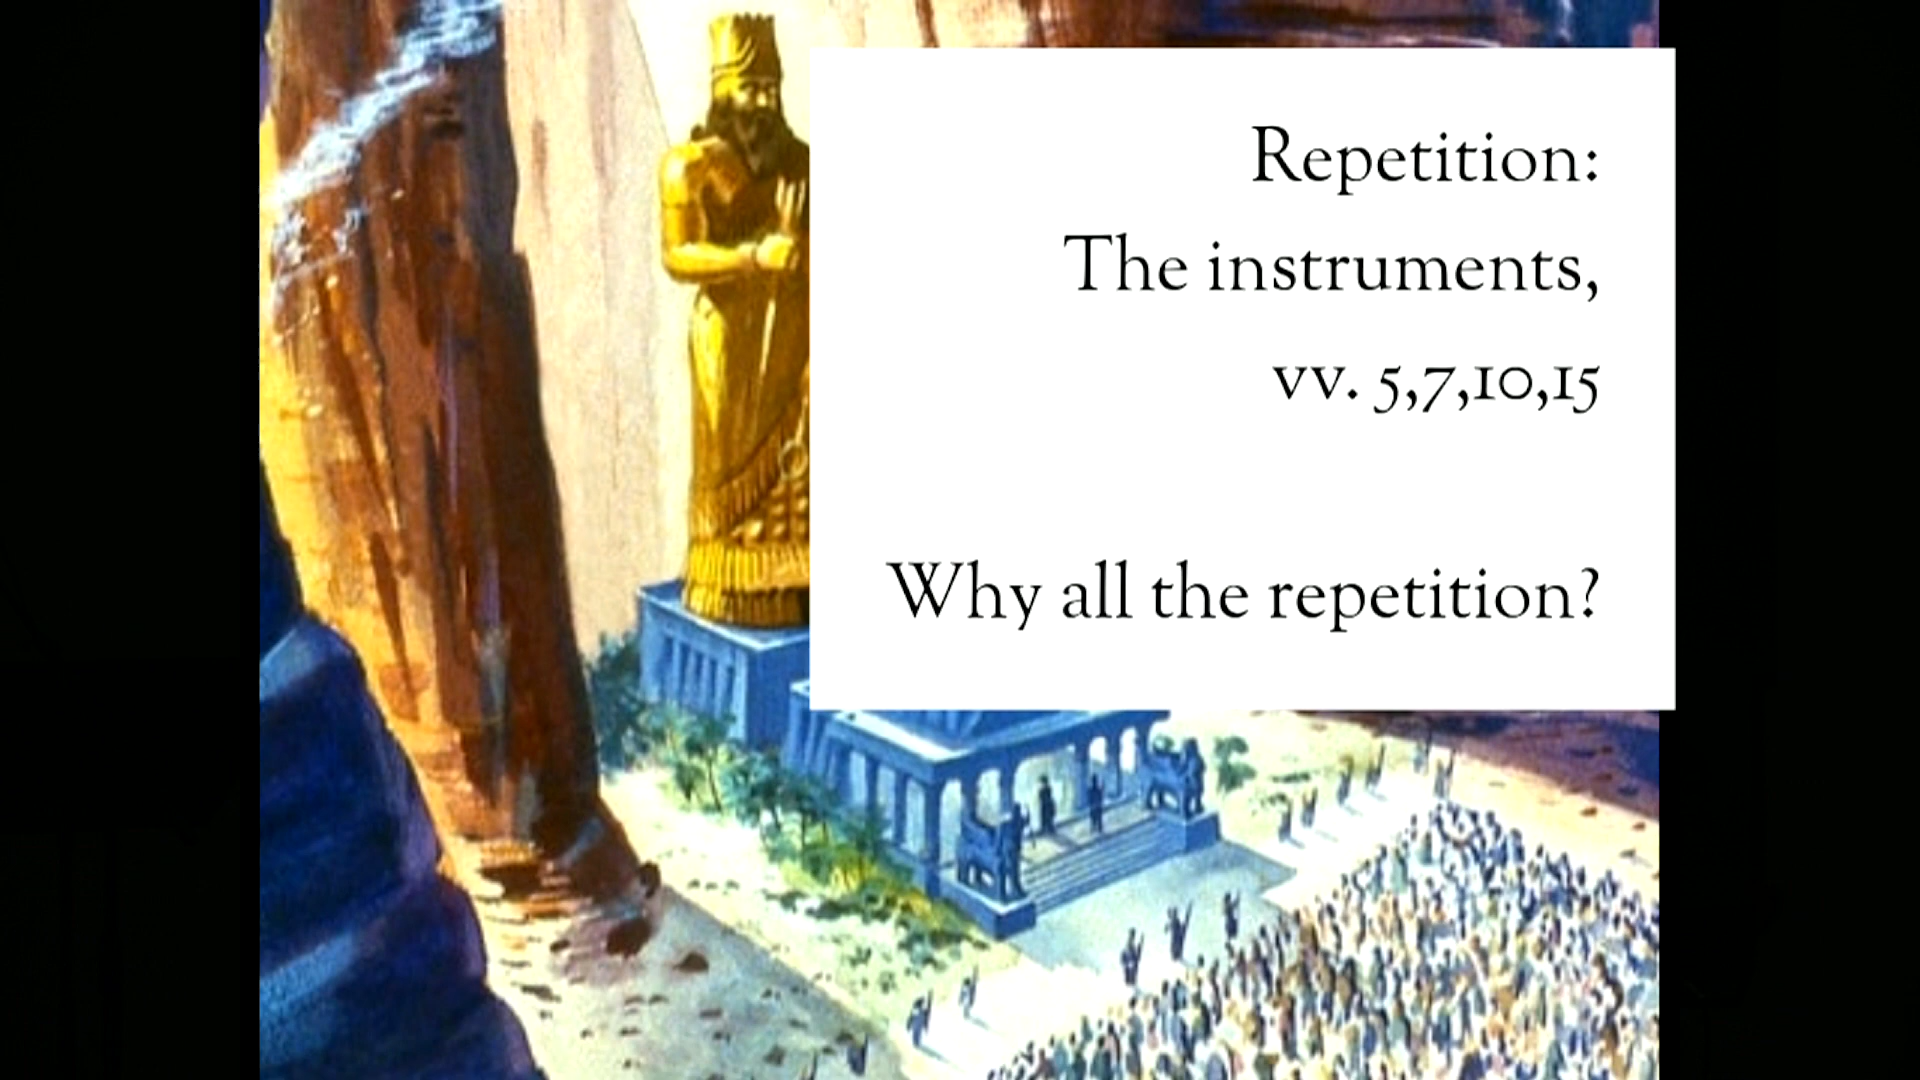 Repetition:
The instruments,
vv. 5,7,10,15
Why all the repetition?